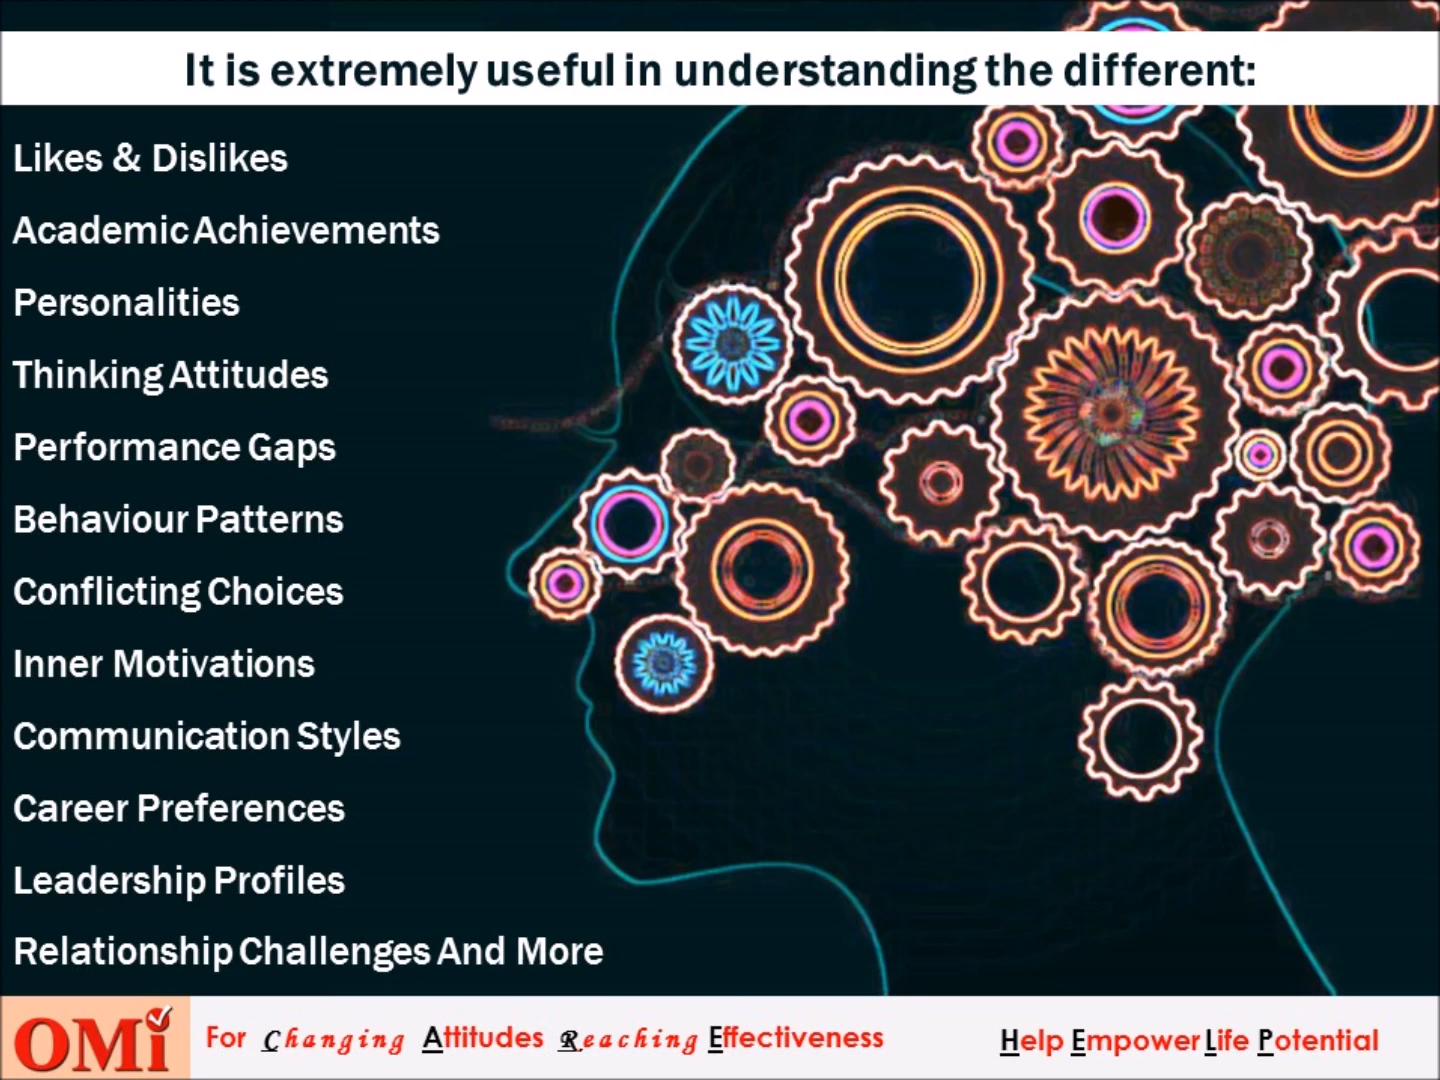 It is extremely useful in understanding the different:
Likes & Dislikes
Academic Achievements
Personalities
Thinking Attitudes
Performance Gaps
Behaviour Patterns
Conflicting Choices
Inner Motivations
Communication Styles
Career Preferences
Leadership Profiles
Relationship Challenges And More
OMi For Changing Attitudes Reaching Effectiveness Help Empower Life Potential